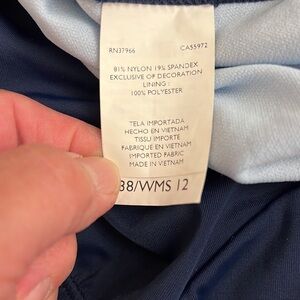 RN37966 CA55972
81% NYLON 19% SPANDEX
EXCLUSIVE OF DECORATION
LINING :
100% POLYESTER
TELA IMPORTADA
HECHO EN VIETNAM
TISSU IMPORTE
FABRIQUE EN VIETNAM
IMPORTED FABRIC
MADE IN VIETNAM
38/WMS 12